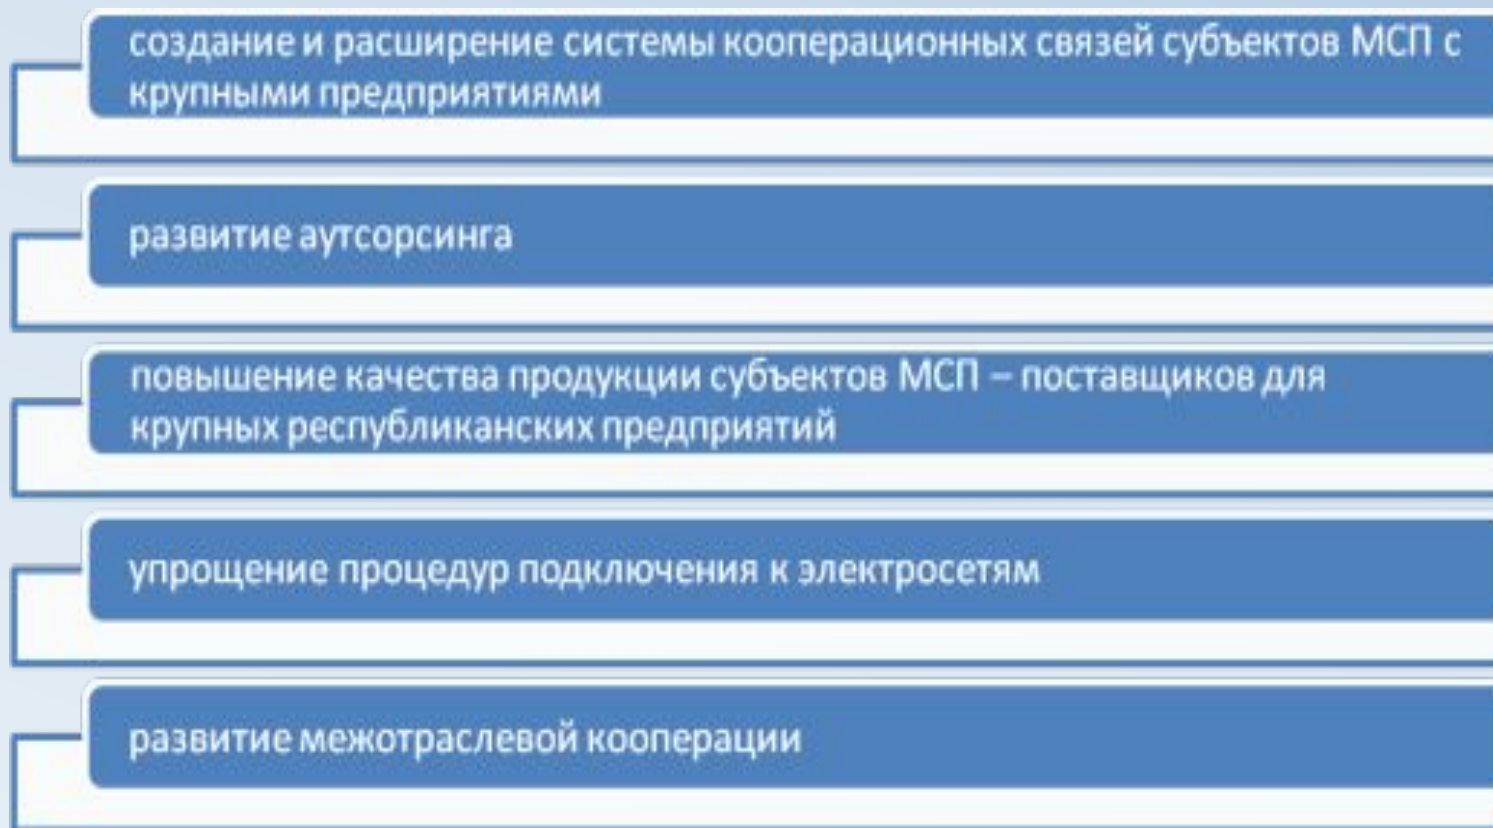 создание и расширение системы кооперационных связей субъектов МСП с
крупными предприятиями
развитие аутсорсинга
повышение качества продукции субъектов МСП – поставщиков для
крупных республиканских предприятий
упрощение процедур подключения к электросетям
развитие межотраслевой кооперации